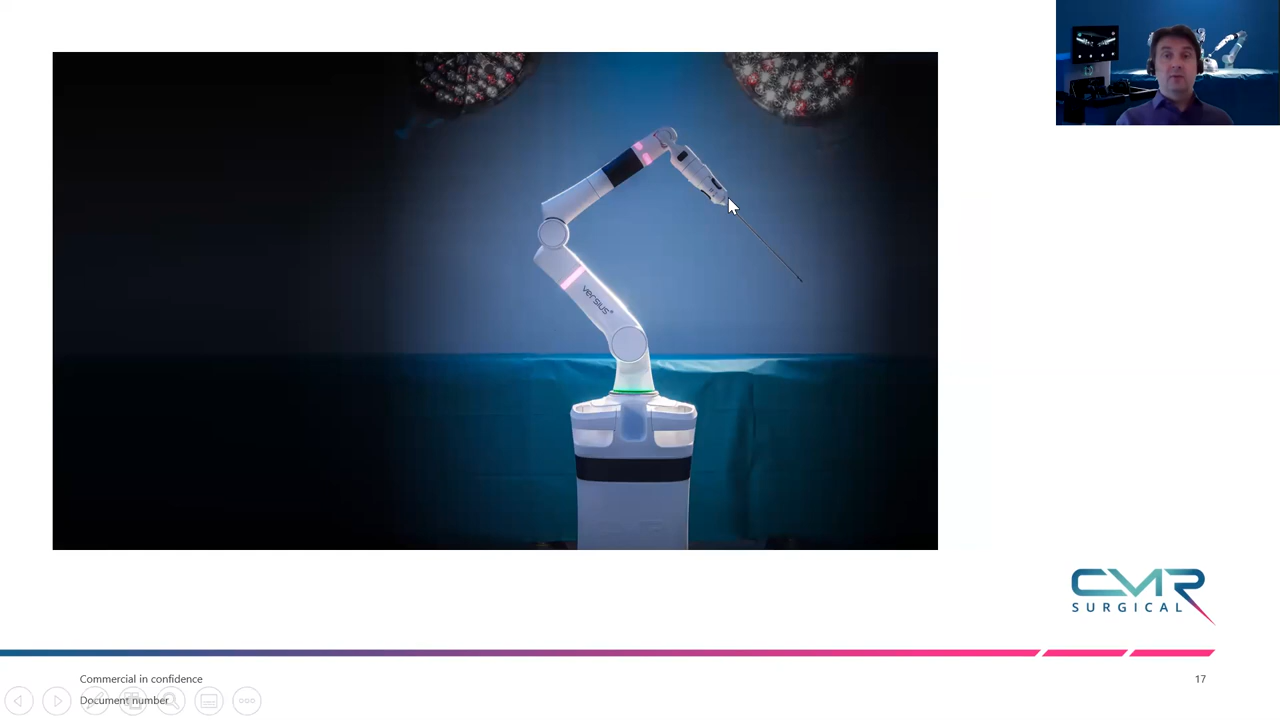 versius®
CMR
SURGICAL
Commercial in confidence
17
Document number